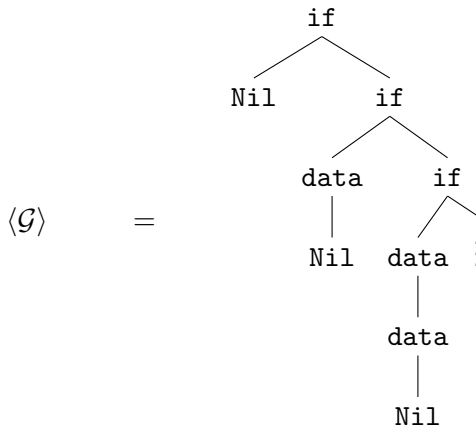 if
Nil if
data if
⟨𝒢⟩ =
Nil data
data
Nil